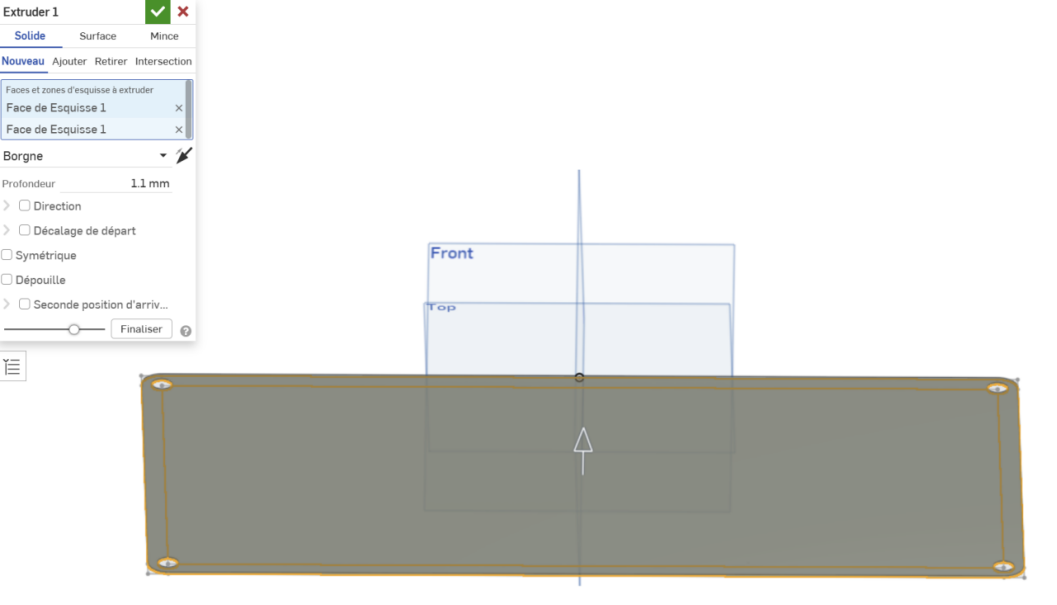 Extruder 1
Solide Surface Mince
Nouveau Ajouter Retirer Intersection
Faces et zones d'esquisse à extruder
Face de Esquisse 1
Face de Esquisse 1
Borgne
Profondeur 1.1 mm
Direction
Décalage de départ
Symétrique
Dépouille
Seconde position d'arriv...
Finaliser
Front
Top